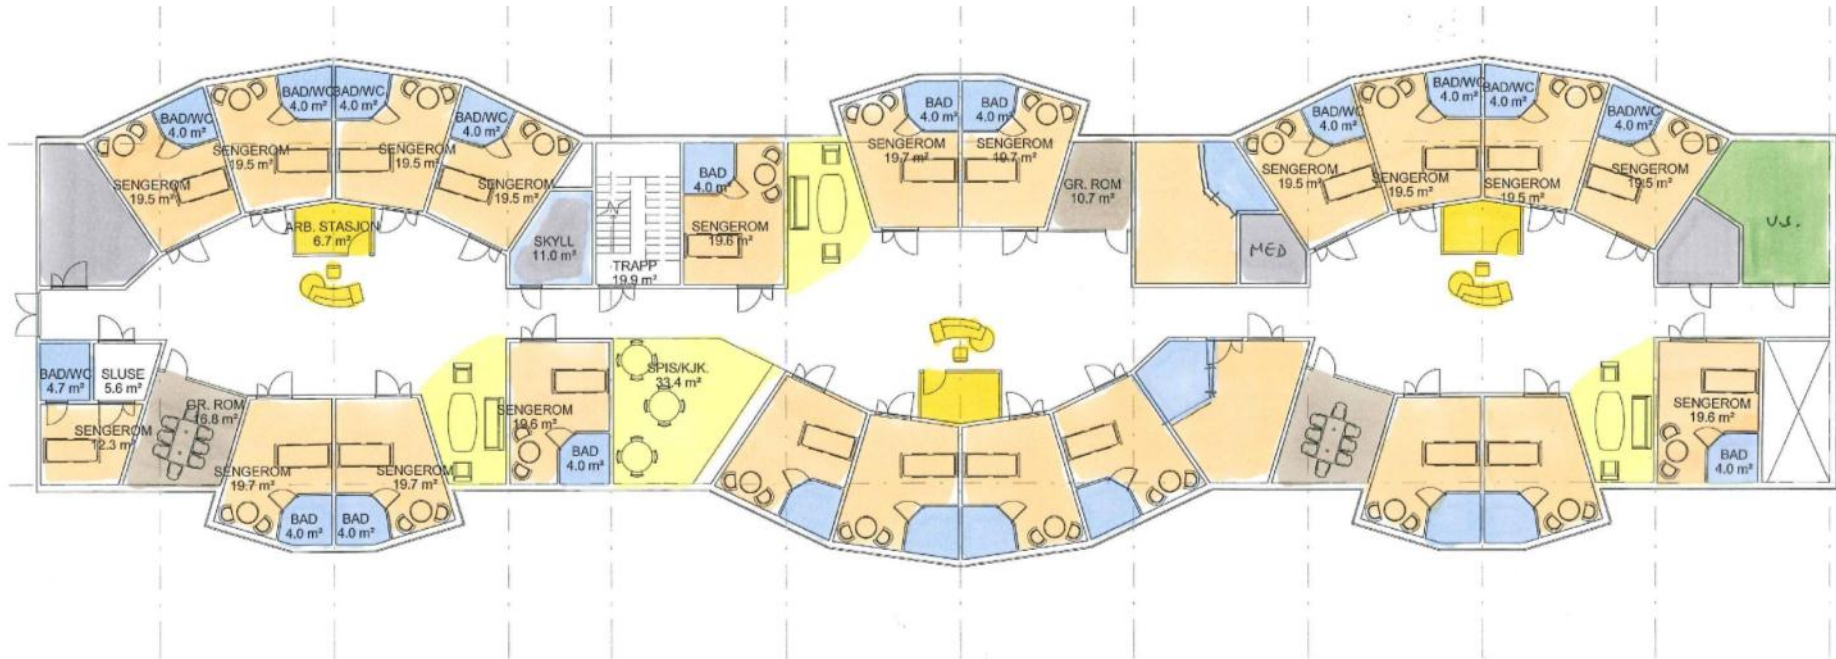 BAD/WC
4.0 m²
BAD/WC
4.0 m²
BAD/WC
4.0 m²
BAD/WC
4.0 m²
SENGEROM
19.5 m²
SENGEROM
19.5 m²
SENGEROM
19.5 m²
SENGEROM
19.5 m²
ARB. STASJON
6.7 m²
SKYLL
11.0 m²
TRAPP
19.9 m²
BAD
4.0 m²
SENGEROM
19.6 m²
BAD
4.0 m²
BAD
4.0 m²
SENGEROM
19.7 m²
SENGEROM
19.7 m²
GR. ROM
10.7 m²
MED
BAD/WC
4.0 m²
BAD/WC
4.0 m²
BAD/WC
4.0 m²
BAD/WC
4.0 m²
SENGEROM
19.5 m²
SENGEROM
19.5 m²
SENGEROM
19.5 m²
SENGEROM
19.5 m²
U.S.
BAD/WC
4.7 m²
SLUSE
5.6 m²
SENGEROM
12.3 m²
GR. ROM
16.8 m²
SENGEROM
19.7 m²
SENGEROM
19.7 m²
BAD
4.0 m²
BAD
4.0 m²
SENGEROM
19.6 m²
BAD
4.0 m²
SPIS/KJK.
33.4 m²
SENGEROM
19.6 m²
BAD
4.0 m²